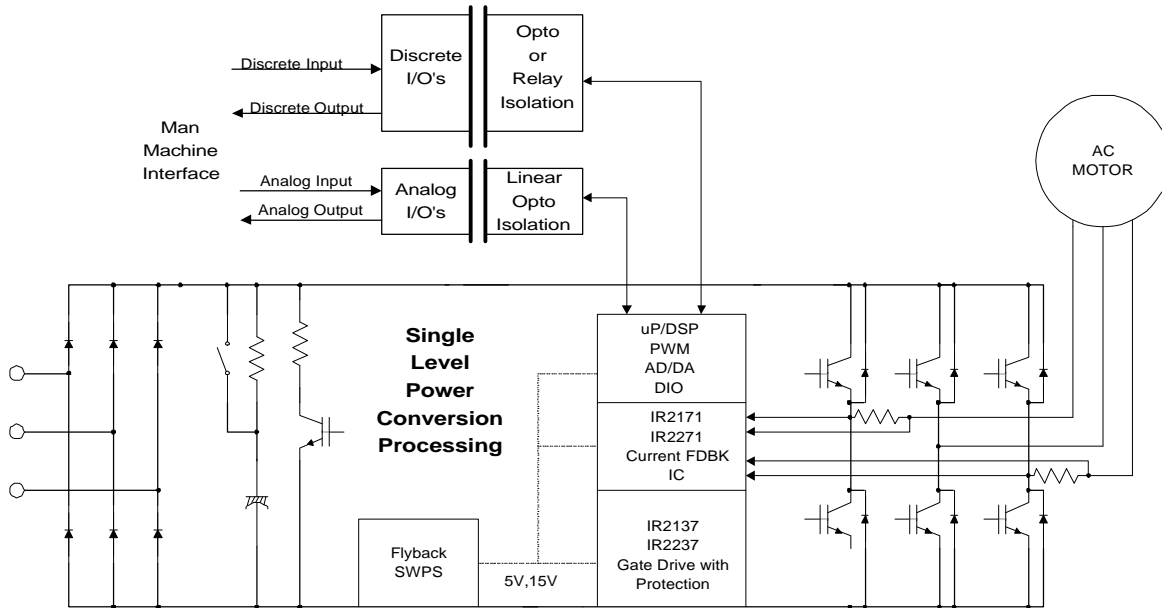 Discrete Input
Discrete Output
Discrete
I/O's
Opto
or
Relay
Isolation
Man
Machine
Interface
Analog Input
Analog Output
Analog
I/O's
Linear
Opto
Isolation
AC
MOTOR
Single
Level
Power
Conversion
Processing
uP/DSP
PWM
AD/DA
DIO
IR2171
IR2271
Current FDBK
IC
IR2137
IR2237
Gate Drive with
Protection
Flyback
SWPS
5V,15V